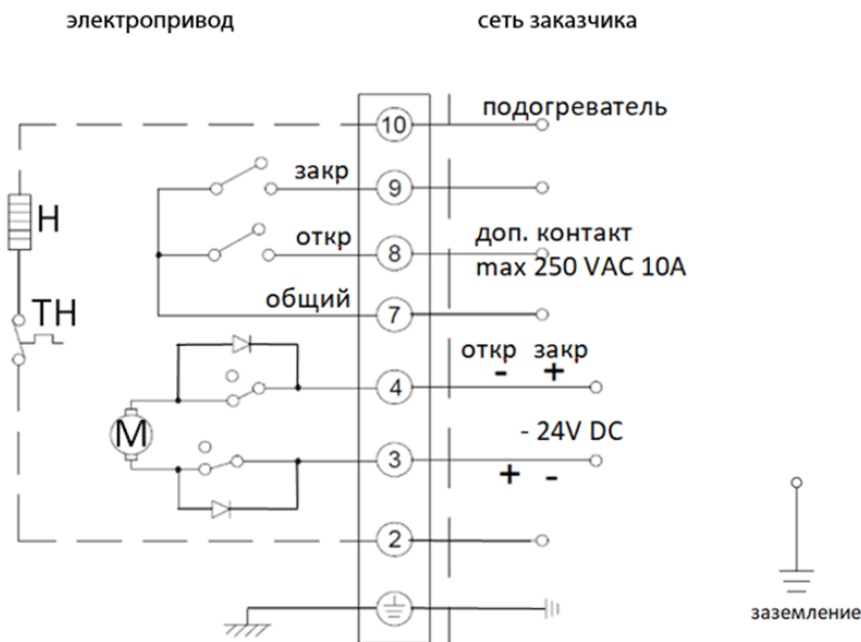 электропривод сеть заказчика
10 подогреватель
закр 9
H
откр 8 доп. контакт
max 250 VAC 10A
общий 7
TH
откр закр
4 - +
M
- 24V DC
3
+ -
2
заземление